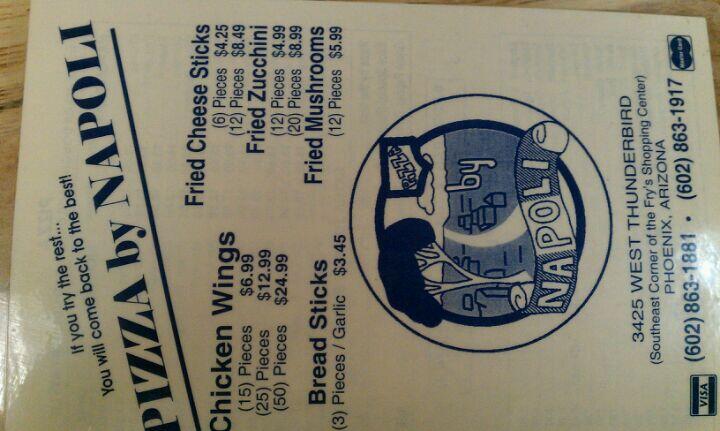 If you try the rest...
You will come back to the best!
PIZZA by NAPOLI
Chicken Wings
(15) Pieces $6.99
(25) Pieces $12.99
(50) Pieces $24.99
Bread Sticks
(3) Pieces / Garlic $3.45
Fried Cheese Sticks
(6) Pieces $4.25
(12) Pieces $8.49
Fried Zucchini
(12) Pieces $4.99
(20) Pieces $8.99
Fried Mushrooms
(12) Pieces $5.99
PIZZA
by
NAPOLI
3425 WEST THUNDERBIRD
(Southeast Corner of the Fry's Shopping Center)
PHOENIX, ARIZONA
(602) 863-1881 • (602) 863-1917
VISA
MasterCard